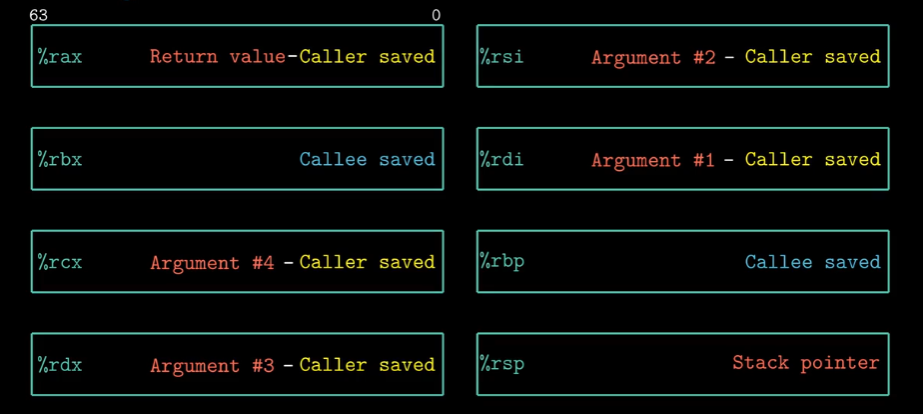 63 0
%rax Return value-Caller saved
%rbx Callee saved
%rcx Argument #4 - Caller saved
%rdx Argument #3 - Caller saved
%rsi Argument #2 - Caller saved
%rdi Argument #1 - Caller saved
%rbp Callee saved
%rsp Stack pointer